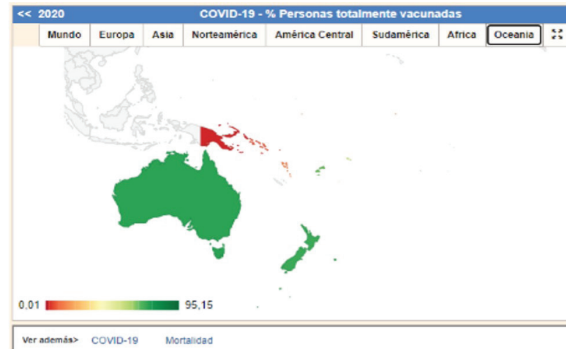 << 2020 COVID-19 - % Personas totalmente vacunadas
Mundo Europa Asia Norteamérica América Central Sudamérica Africa Oceania
0,01 95,15
Ver además> COVID-19 Mortalidad